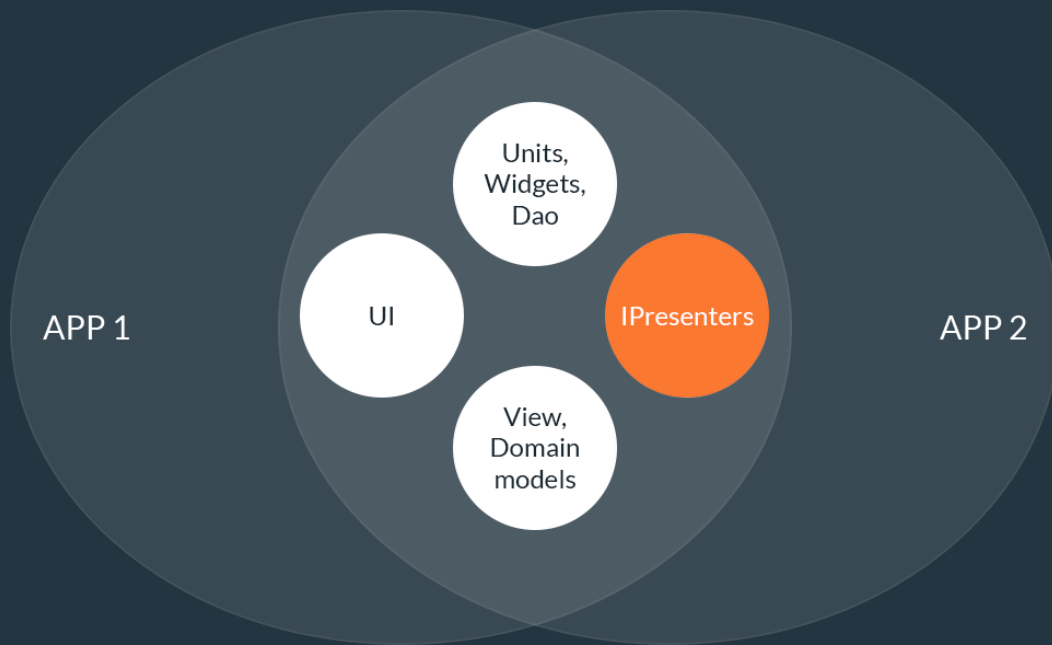 Units,
Widgets,
Dao
UI
IPresenters
APP 1
APP 2
View,
Domain
models